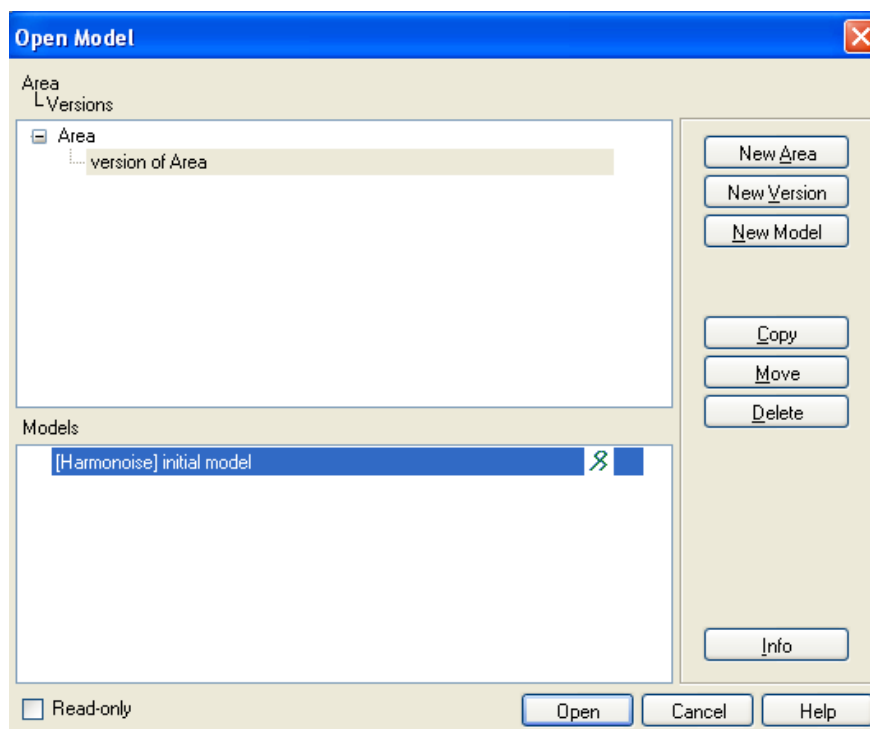 Open Model
Area
Versions
Area
version of Area
New Area
New Version
New Model
Copy
Move
Delete
Models
[Harmonoise] initial model
Info
Read-only
Open
Cancel
Help